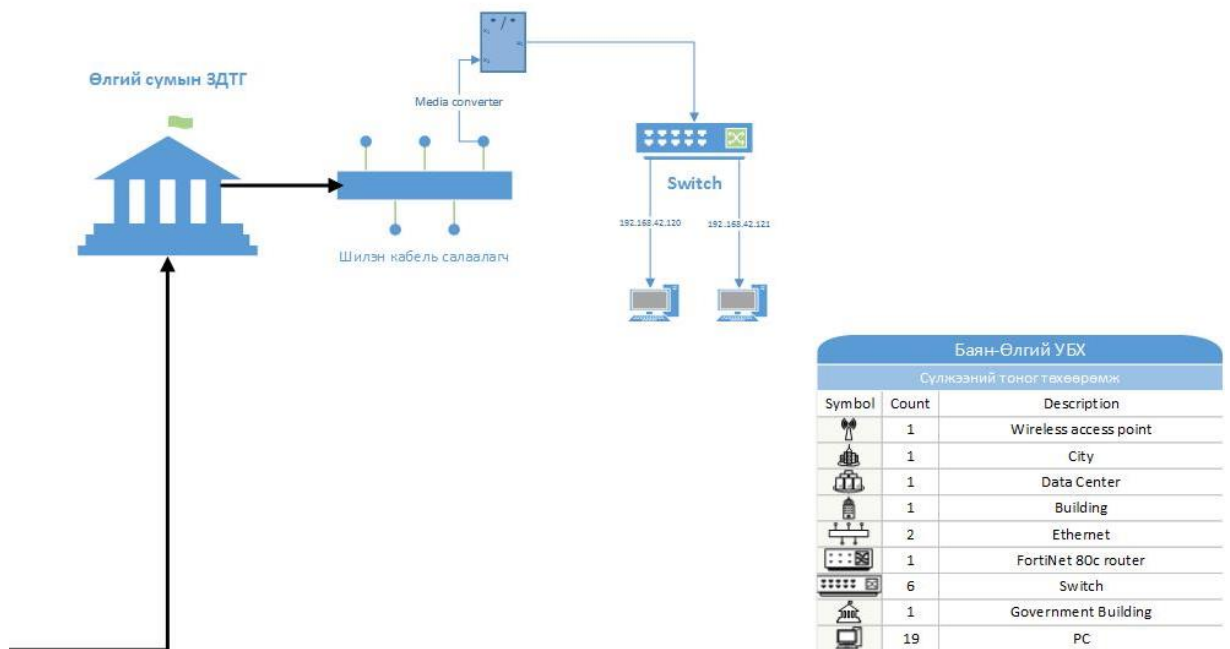 Өлгий сумын ЗДТГ
Media converter
Switch
192.168.42.120
192.168.42.121
Шилэн кабель салаалагч
Баян-Өлгий УБХ
Сүлжээний тоног төхөөрөмж
Symbol Count Description
1 Wireless access point
1 City
1 Data Center
1 Building
2 Ethernet
1 FortiNet 80c router
6 Switch
1 Government Building
19 PC